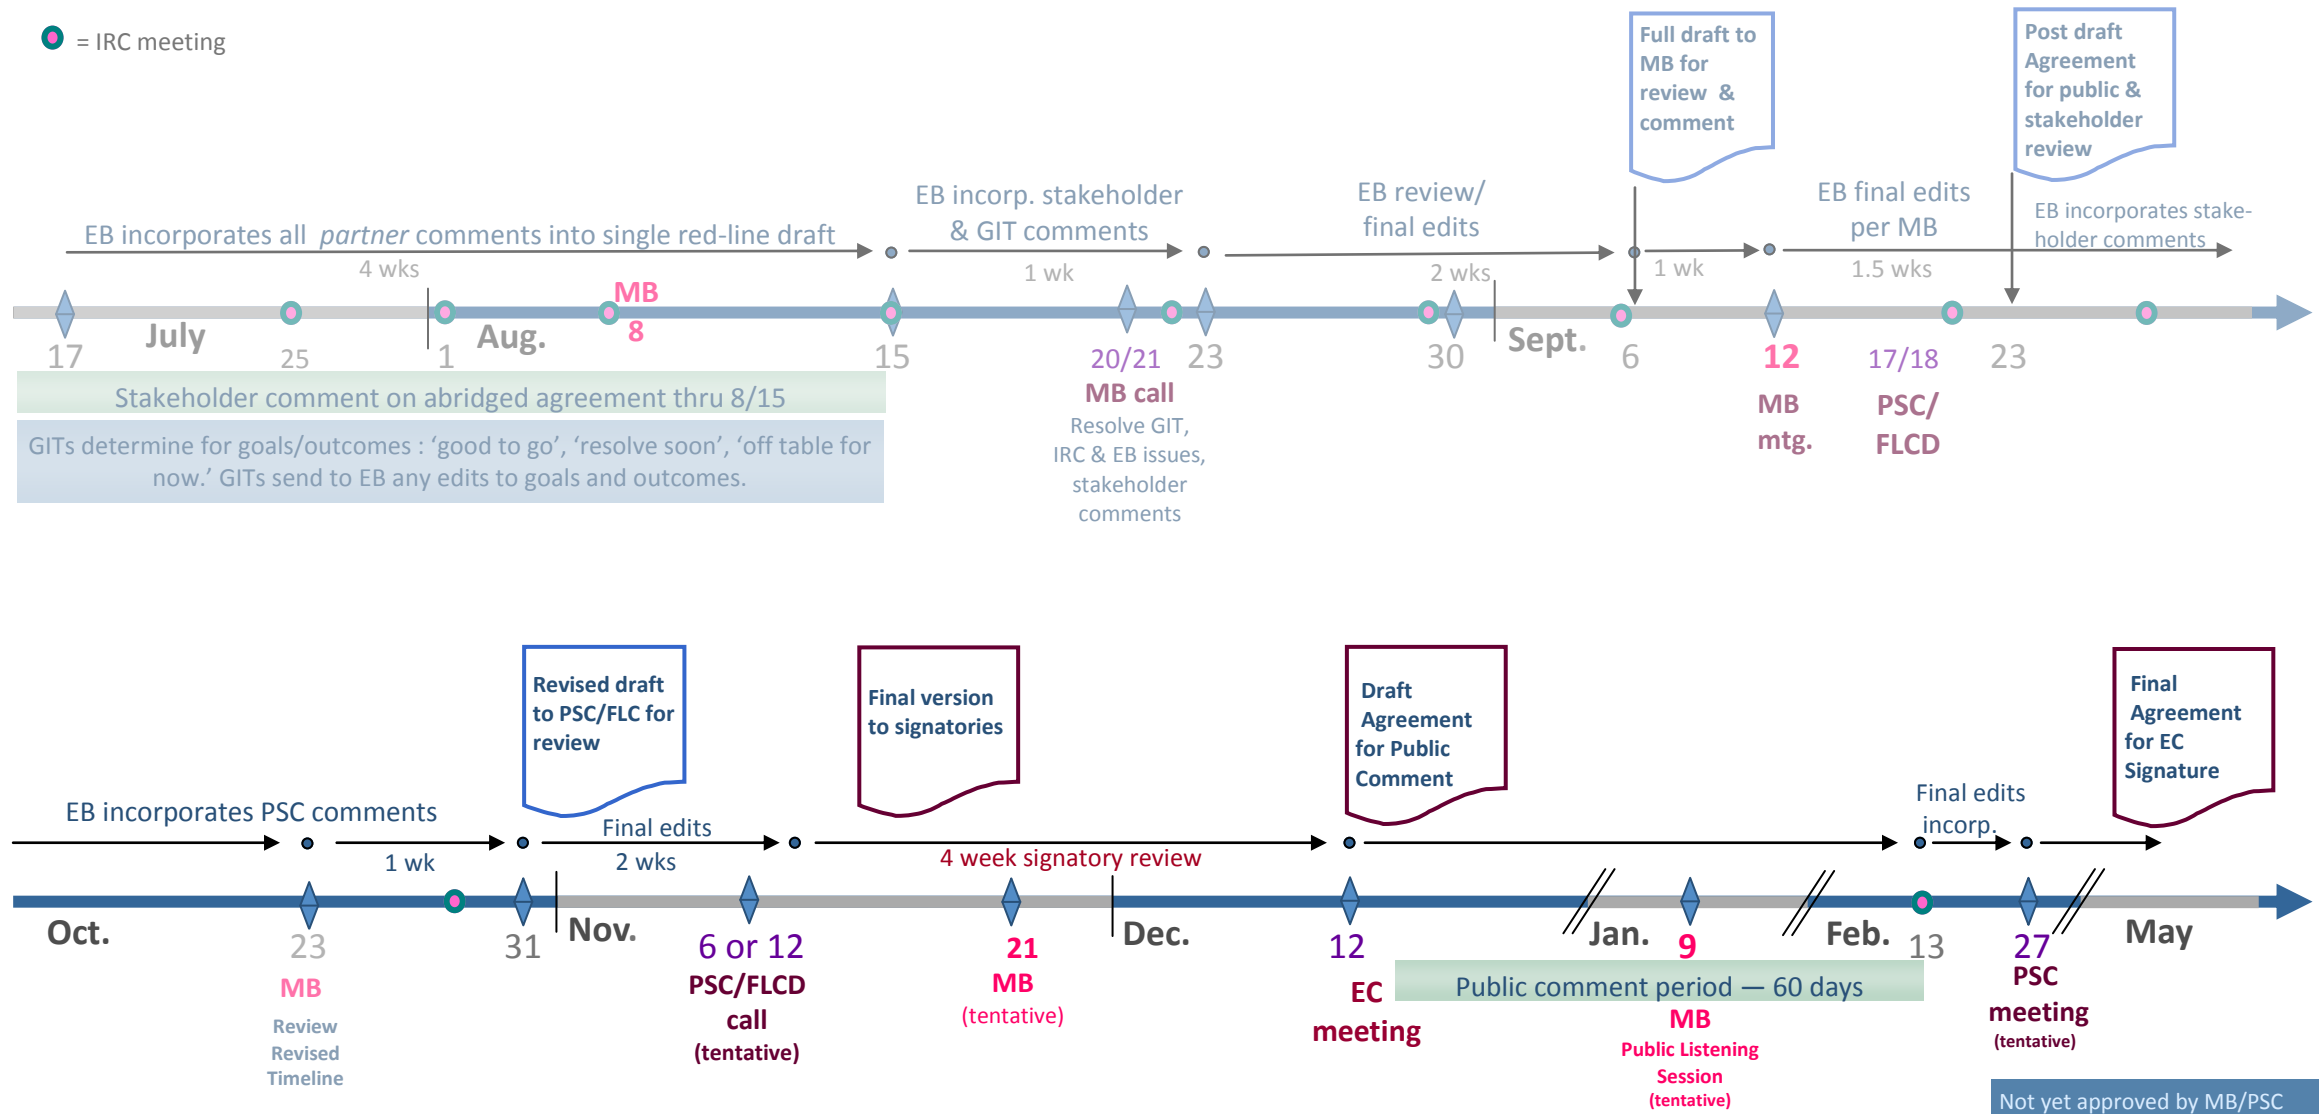 = IRC meeting
Full draft to
MB for
review &
comment
Post draft
Agreement
for public &
stakeholder
review
EB incorporates all partner comments into single red-line draft
4 wks
EB incorp. stakeholder
& GIT comments
1 wk
EB review/
final edits
2 wks
1 wk
EB final edits
per MB
1.5 wks
EB incorporates stake-
holder comments
MB
8
July
Aug.
Sept.
17
25
1
15
20/21
23
30
6
12
17/18
23
MB call
Resolve GIT,
IRC & EB issues,
stakeholder
comments
MB
mtg.
PSC/
FLCD
Stakeholder comment on abridged agreement thru 8/15
GITs determine for goals/outcomes : ‘good to go’, ‘resolve soon’, ‘off table for
now.’ GITs send to EB any edits to goals and outcomes.
Revised draft
to PSC/FLC for
review
Final version
to signatories
Draft
Agreement
for Public
Comment
Final
Agreement
for EC
Signature
EB incorporates PSC comments
1 wk
Final edits
2 wks
4 week signatory review
Final edits
incorp.
Oct.
Nov.
Dec.
Jan.
Feb.
May
23
MB
Review
Revised
Timeline
31
6 or 12
PSC/FLCD
call
(tentative)
21
MB
(tentative)
12
EC
meeting
9
Public comment period — 60 days
MB
Public Listening
Session
(tentative)
13
27
PSC
meeting
(tentative)
Not yet approved by MB/PSC